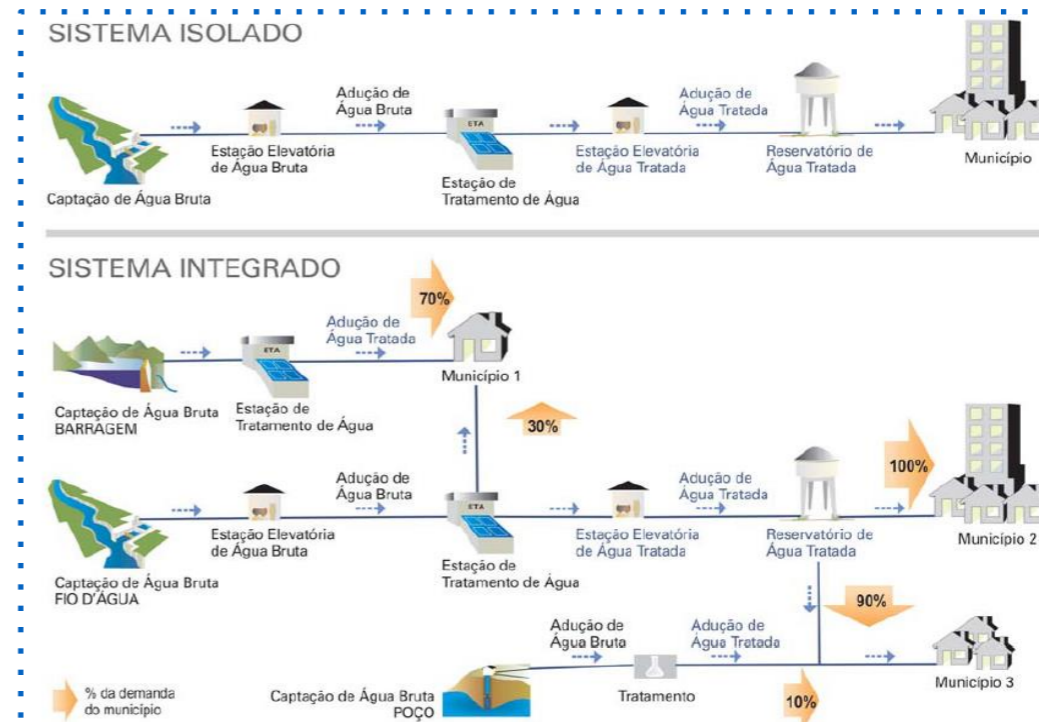 SISTEMA ISOLADO
Captação de Água Bruta
Estação Elevatória
de Água Bruta
Adução de
Água Bruta
ETA
Estação de
Tratamento de Água
Estação Elevatória
de Água Tratada
Adução de
Água Tratada
Reservatório de
Água Tratada
Município
SISTEMA INTEGRADO
Captação de Água Bruta
BARRAGEM
ETA
Estação de
Tratamento de Água
Adução de
Água Tratada
70%
Município 1
30%
Captação de Água Bruta
FIO D'ÁGUA
Estação Elevatória
de Água Bruta
Adução de
Água Bruta
ETA
Estação de
Tratamento de Água
Estação Elevatória
de Água Tratada
Adução de
Água Tratada
Reservatório de
Água Tratada
100%
Município 2
90%
Captação de Água Bruta
POÇO
Adução de
Água Bruta
Tratamento
Adução de
Água Tratada
10%
Município 3
% da demanda
do município